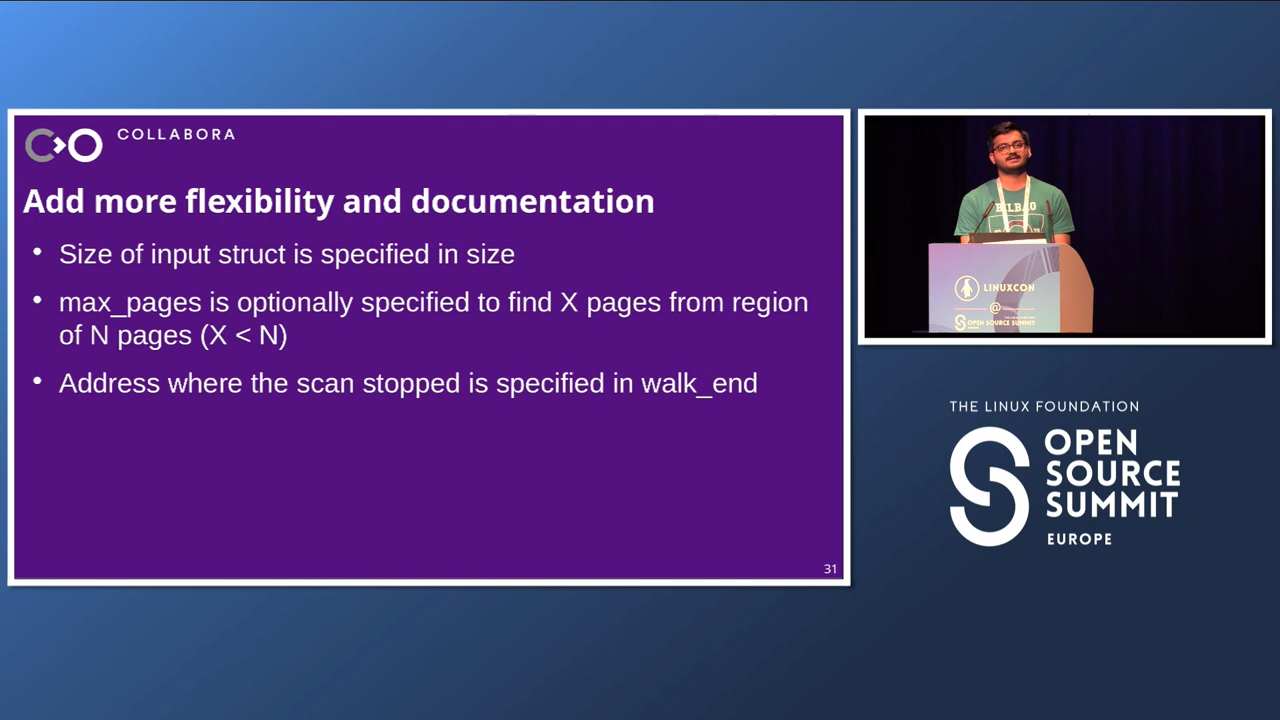 COLLABORA
Add more flexibility and documentation
• Size of input struct is specified in size
• max_pages is optionally specified to find X pages from region
of N pages (X < N)
• Address where the scan stopped is specified in walk_end
31
BILBAO
LINUXCON
@
OPEN SOURCE SUMMIT
THE LINUX FOUNDATION
OPEN
SOURCE
SUMMIT
EUROPE